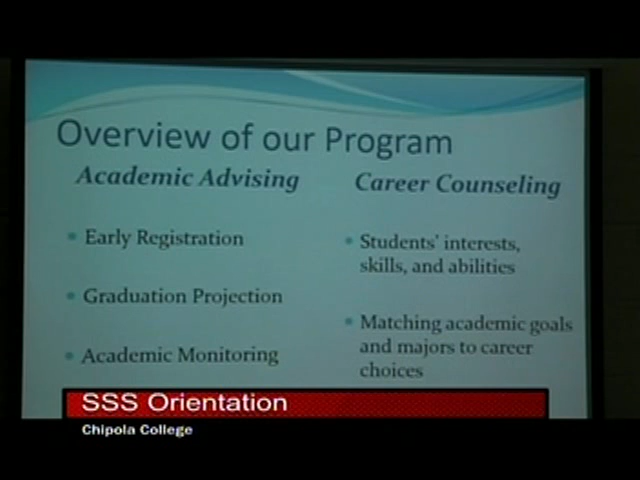 Overview of our Program
Academic Advising
Early Registration
Graduation Projection
Academic Monitoring
Career Counseling
Students' interests,
skills, and abilities
Matching academic goals
and majors to career
choices
SSS Orientation
Chipola College